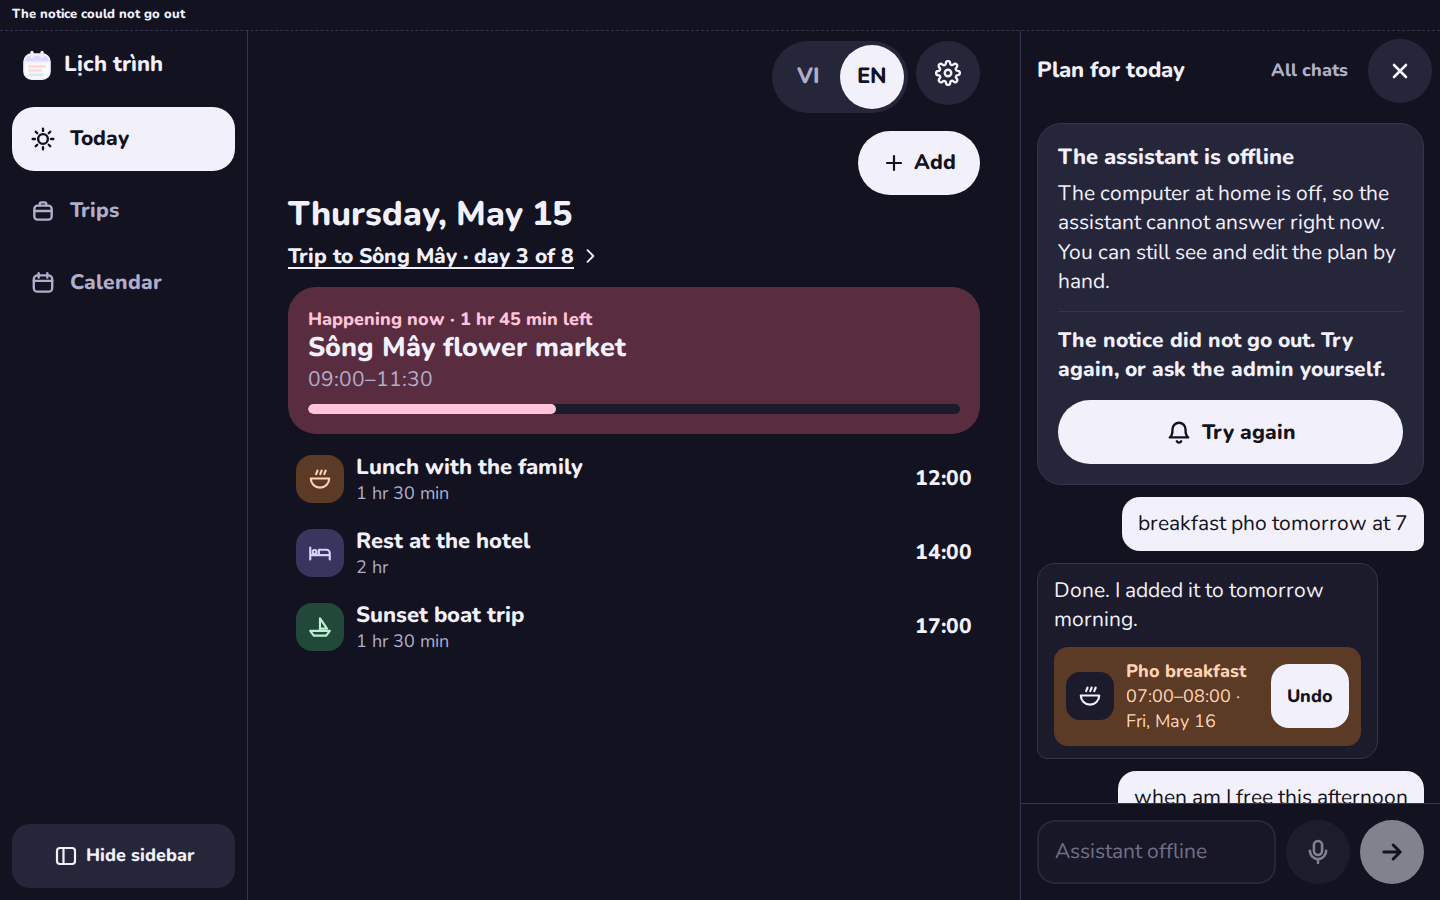 The notice could not go out
Lịch trình
Today
Trips
Calendar
Hide sidebar
VI
EN
Add
Thursday, May 15
Trip to Sông Mây · day 3 of 8
Happening now · 1 hr 45 min left
Sông Mây flower market
09:00–11:30
Lunch with the family
1 hr 30 min
12:00
Rest at the hotel
2 hr
14:00
Sunset boat trip
1 hr 30 min
17:00
Plan for today
All chats
The assistant is offline
The computer at home is off, so the
assistant cannot answer right now.
You can still see and edit the plan by
hand.
The notice did not go out. Try
again, or ask the admin yourself.
Try again
breakfast pho tomorrow at 7
Done. I added it to tomorrow
morning.
Pho breakfast
07:00–08:00 ·
Fri, May 16
Undo
when am I free this afternoon
Assistant offline